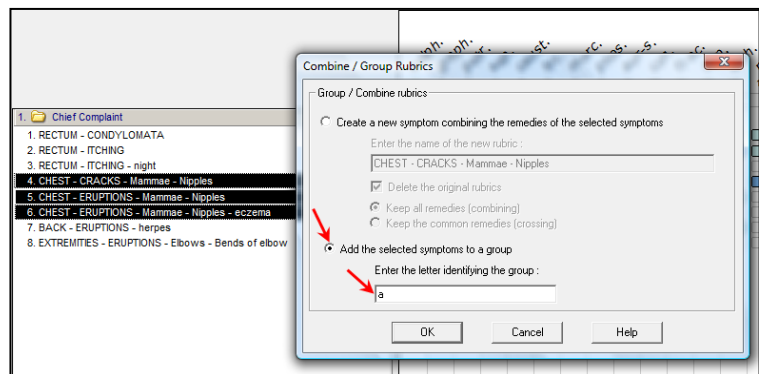 Combine / Group Rubrics
Group / Combine rubrics
Create a new symptom combining the remedies of the selected symptoms
Enter the name of the new rubric :
CHEST - CRACKS - Mammae - Nipples
Delete the original rubrics
Keep all remedies (combining)
Keep the common remedies (crossing)
Add the selected symptoms to a group
Enter the letter identifying the group :
a
OK Cancel Help
1. Chief Complaint
1. RECTUM - CONDYLOMATA
2. RECTUM - ITCHING
3. RECTUM - ITCHING - night
4. CHEST - CRACKS - Mammae - Nipples
5. CHEST - ERUPTIONS - Mammae - Nipples
6. CHEST - ERUPTIONS - Mammae - Nipples - eczema
7. BACK - ERUPTIONS - herpes
8. EXTREMITIES - ERUPTIONS - Elbows - Bends of elbow